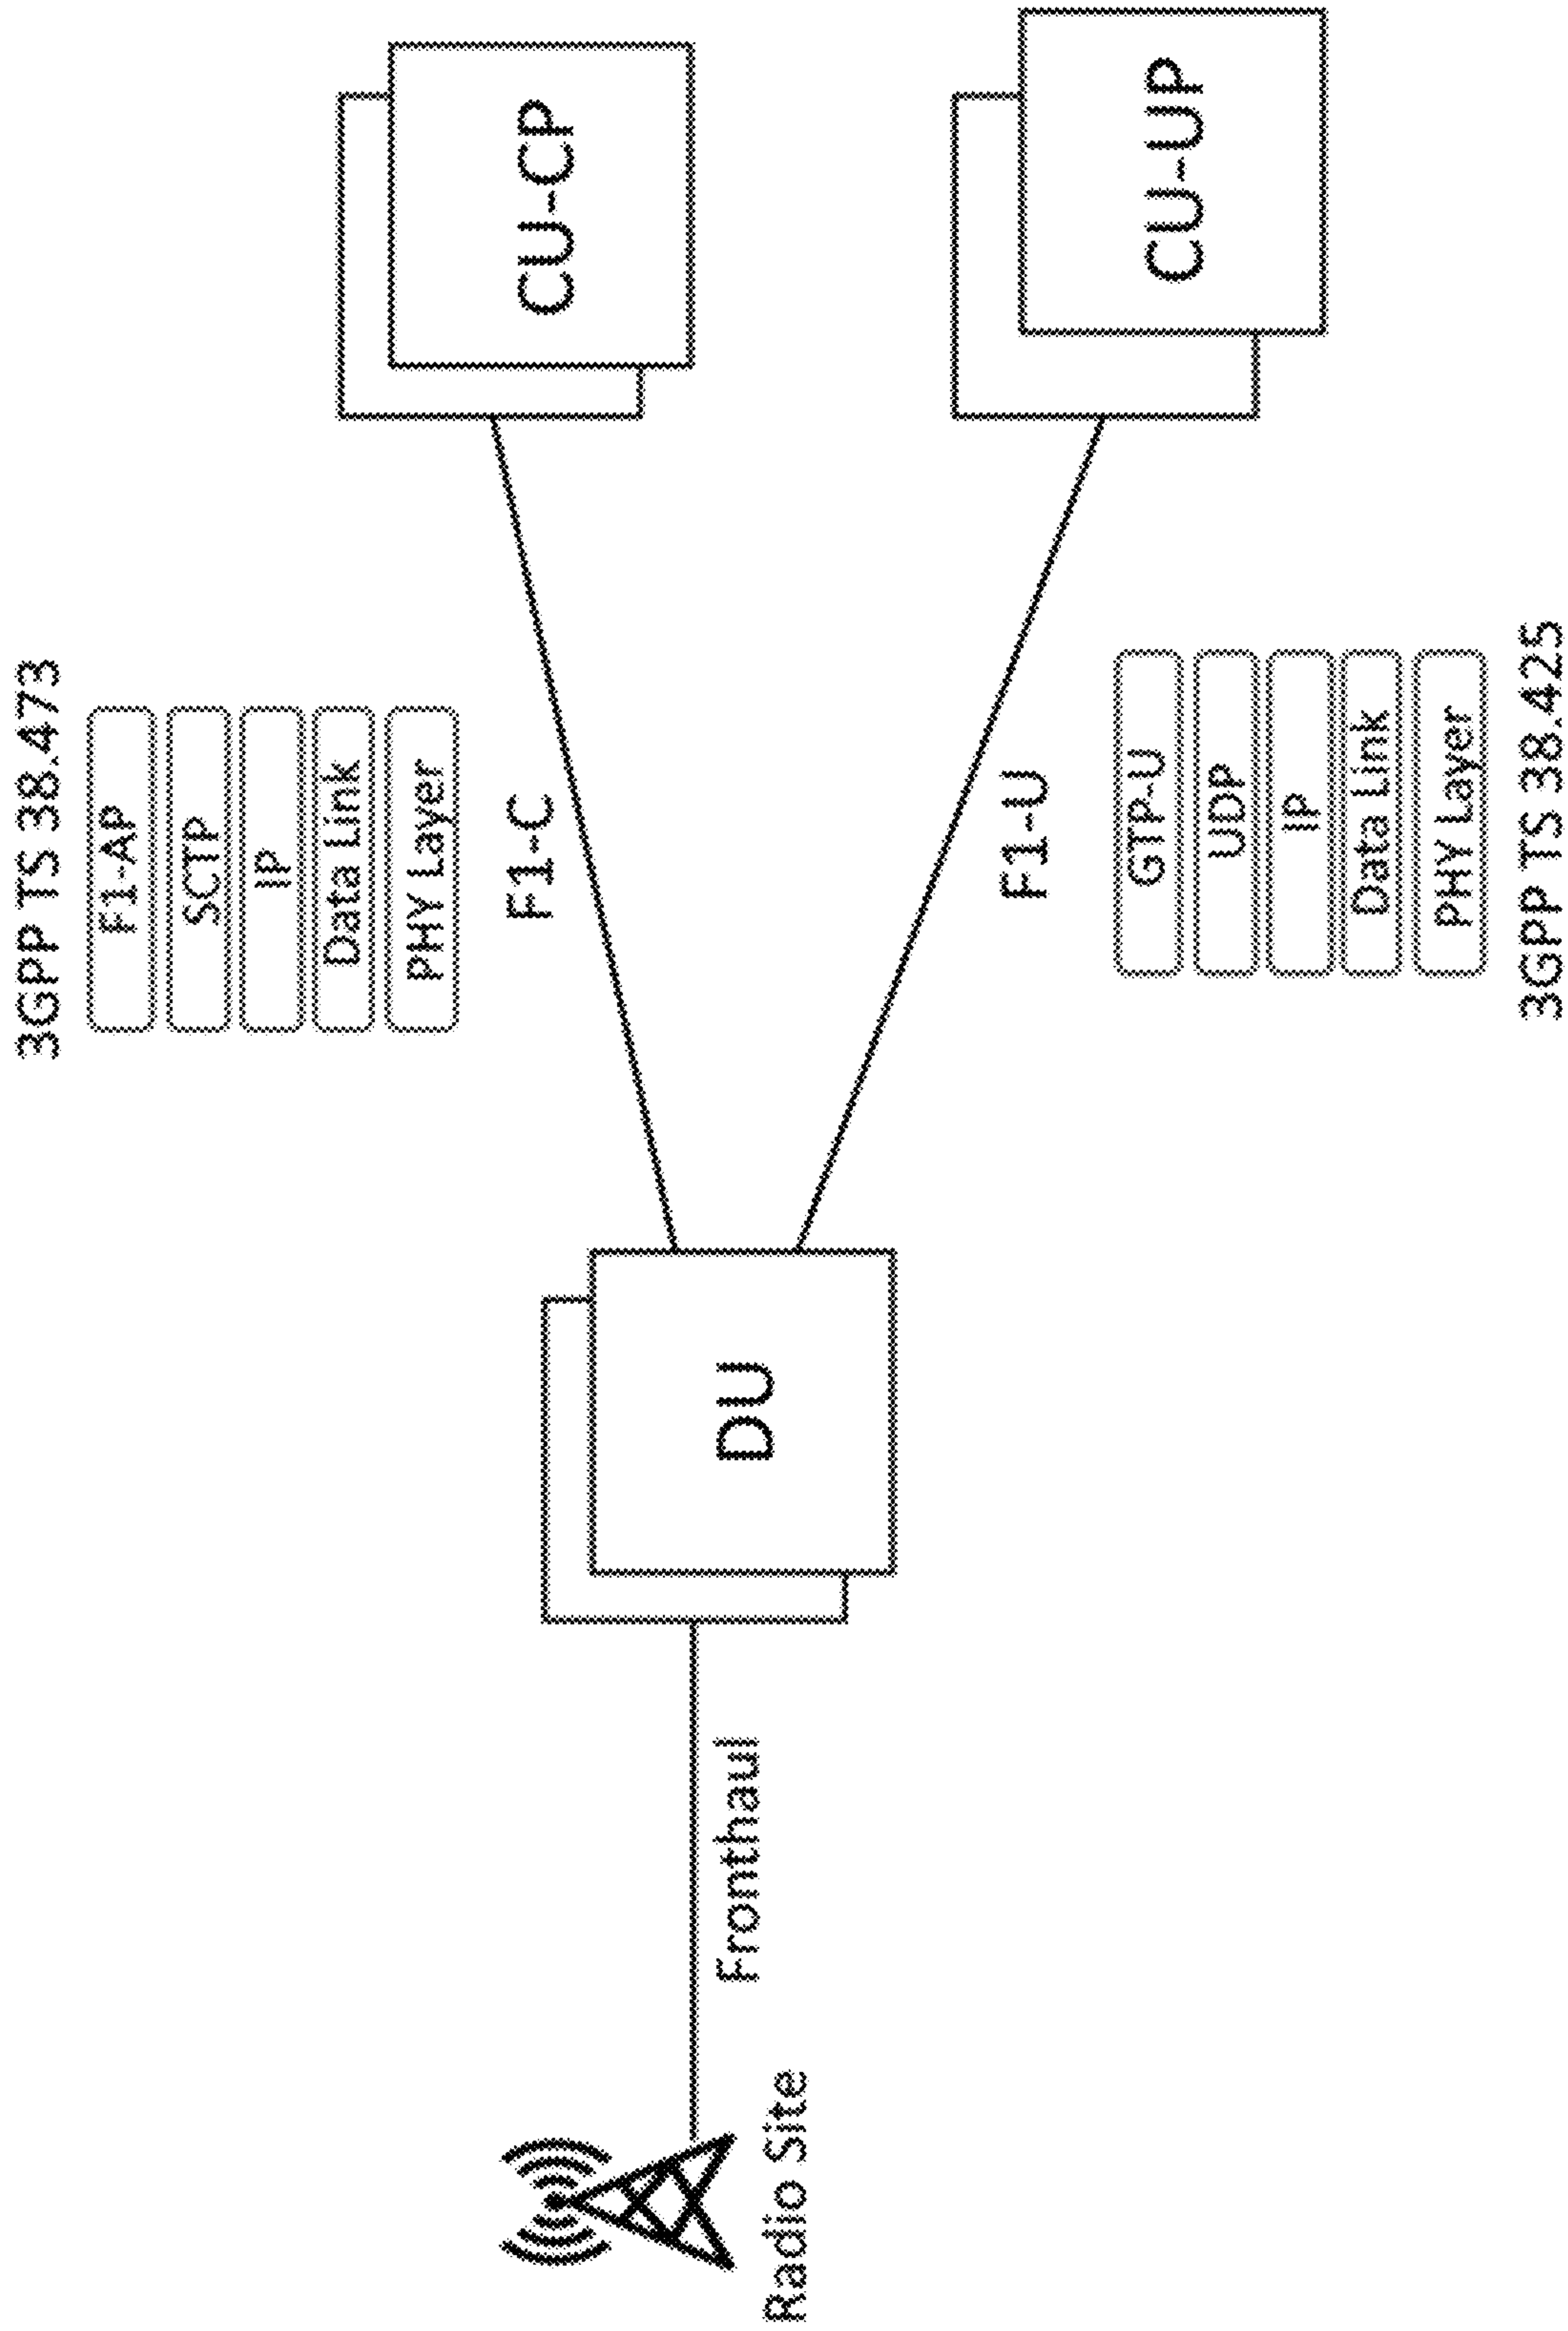 3GPP TS 38.473
F1-AP
SCTP
IP
Data Link
PHY Layer
F1-C
CU-CP
Radio Site
Fronthaul
DU
F1-U
CU-UP
GTP-U
UDP
IP
Data Link
PHY Layer
3GPP TS 38.425